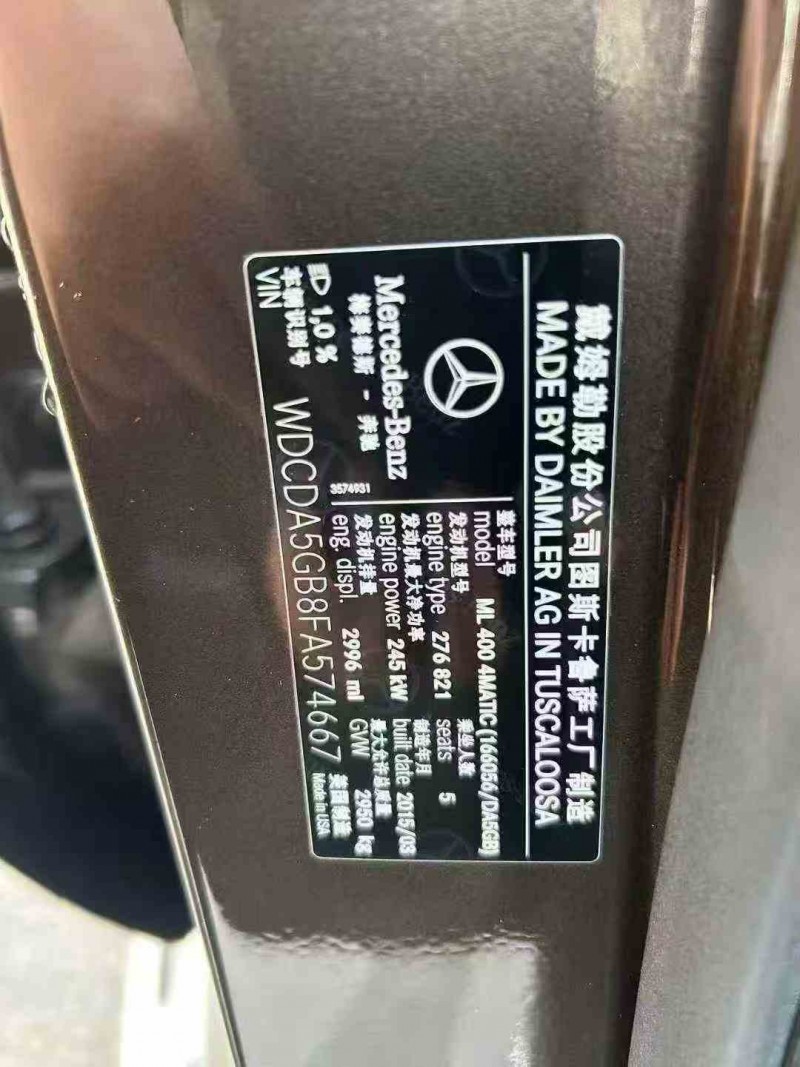 戴姆勒股份公司图斯卡鲁萨工厂制造
MADE BY DAIMLER AG IN TUSCALOOSA
Mercedes-Benz
梅赛德斯 - 奔驰
3574931
整车型号
model ML 400 4MATIC (166056/DA5GB)
发动机型号 乘坐人数
engine type 276 821 seats 5
发动机最大净功率 制造年月
engine power 245 kW built date 2015/03
发动机排量 最大允许总质量
eng. displ. 2996 ml GVW 2950 kg
1,0 %
车辆识别号 美国制造
VIN WDCDA5GB8FA574667 Made in USA